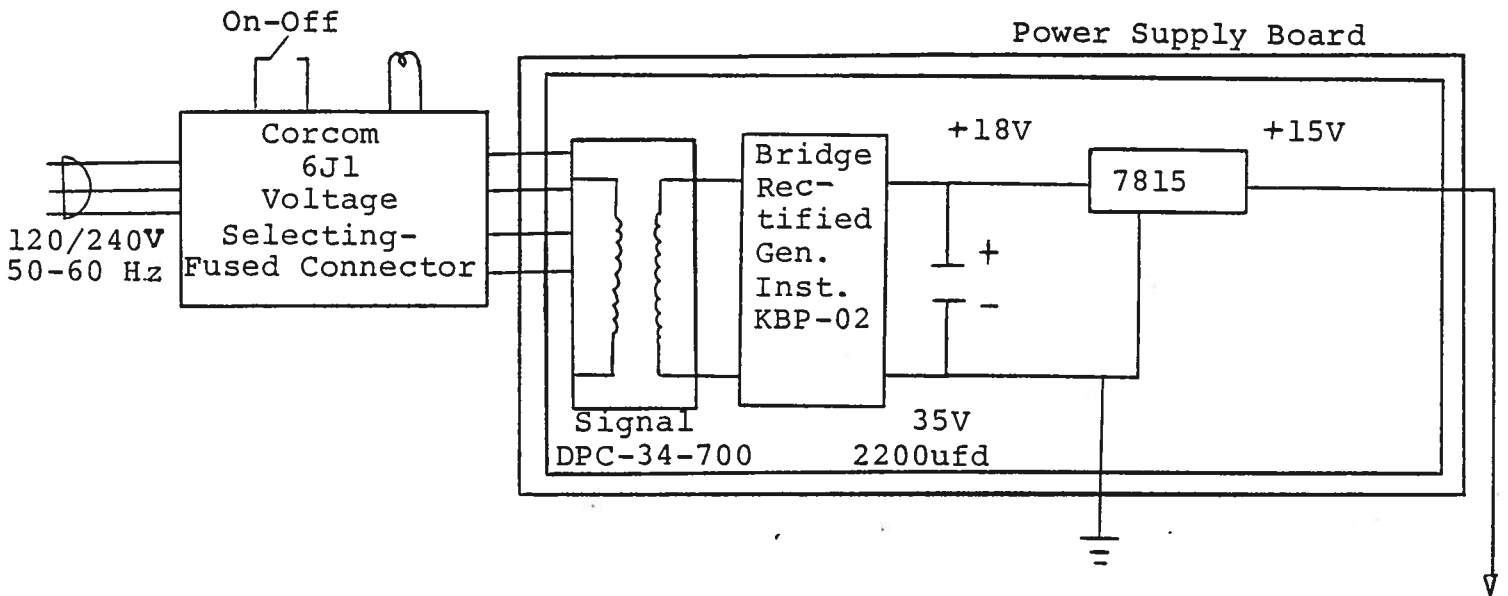 On-Off
Power Supply Board
Corcom
6J1
Voltage
Selecting-
Fused Connector
120/240V
50-60 Hz
Bridge
Rec-
tified
Gen.
Inst.
KBP-02
+18V
+15V
7815
+
-
Signal
DPC-34-700
35V
2200ufd